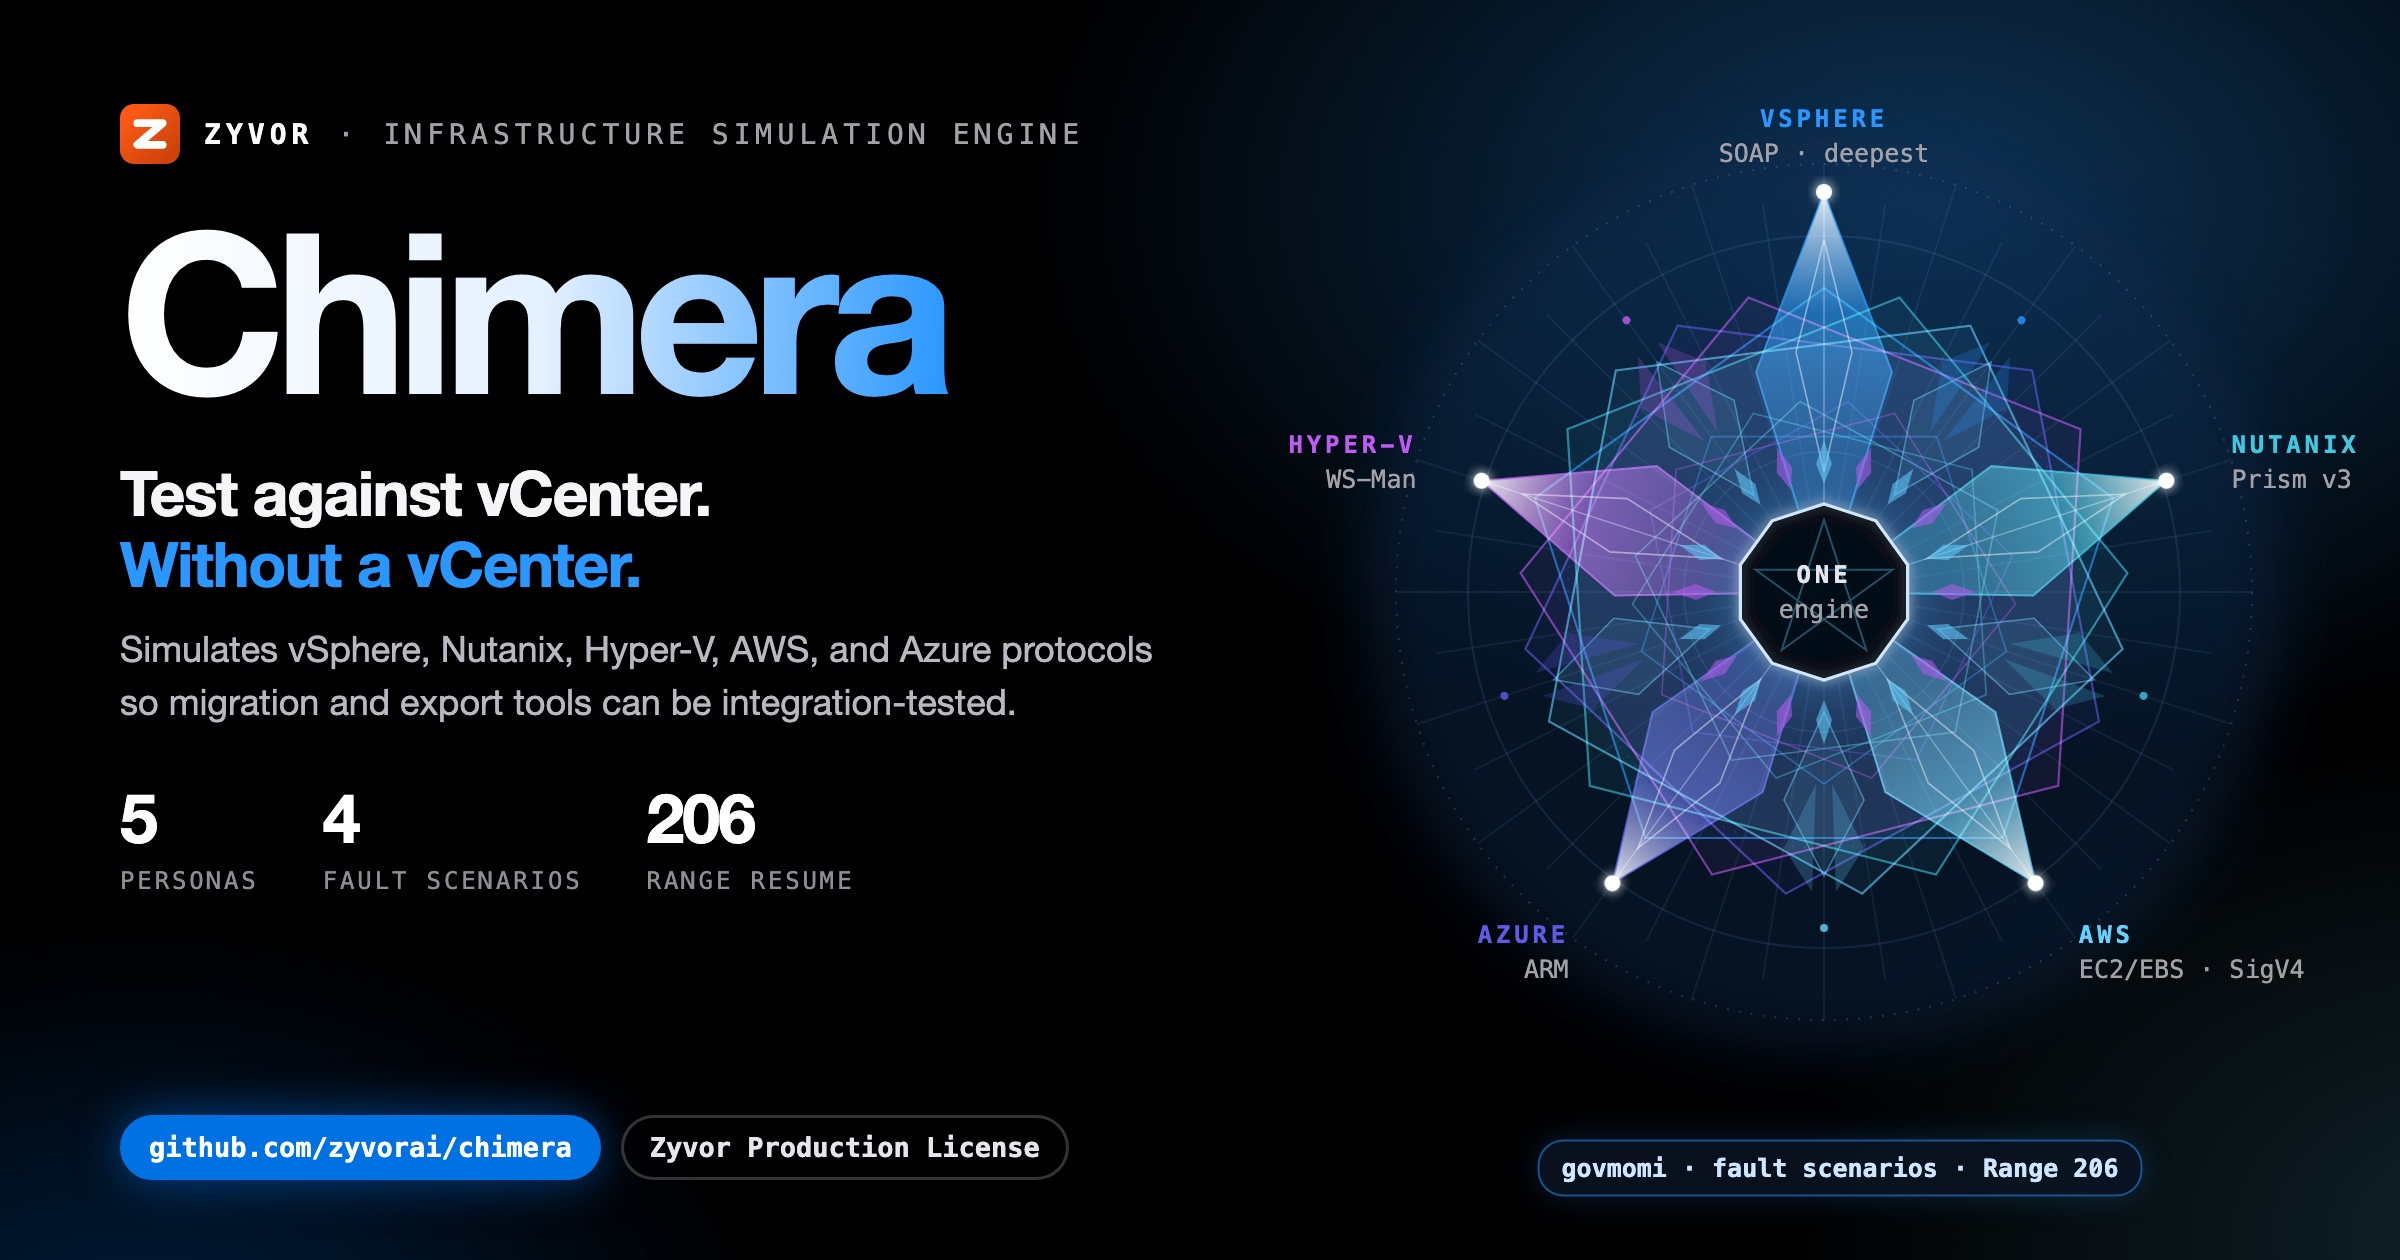 Z ZYVOR · INFRASTRUCTURE SIMULATION ENGINE
Chimera
Test against vCenter.
Without a vCenter.
Simulates vSphere, Nutanix, Hyper-V, AWS, and Azure protocols
so migration and export tools can be integration-tested.
5
PERSONAS
4
FAULT SCENARIOS
206
RANGE RESUME
github.com/zyvorai/chimera
Zyvor Production License
VSPHERE
SOAP · deepest
HYPER-V
WS-Man
NUTANIX
Prism v3
ONE
engine
AZURE
ARM
AWS
EC2/EBS · SigV4
govmomi · fault scenarios · Range 206